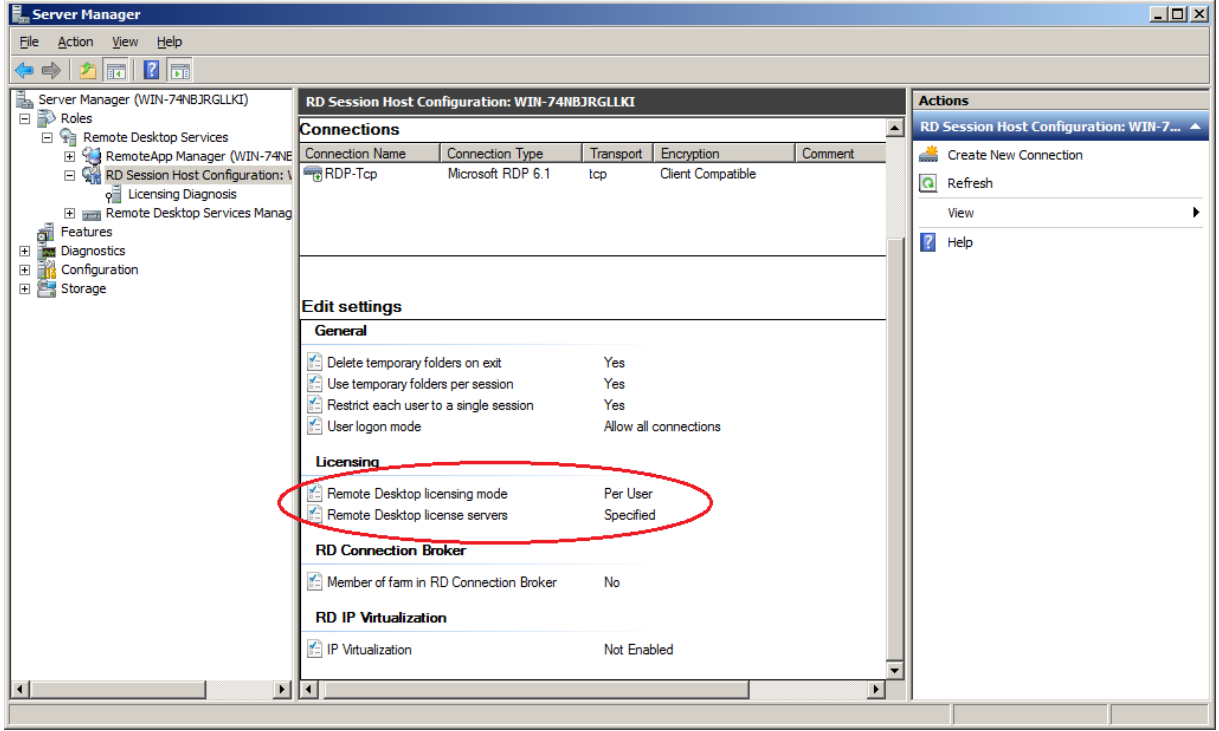 Server Manager
File Action View Help
Server Manager (WIN-74NBJRGLLKI)
Roles
Remote Desktop Services
RemoteApp Manager (WIN-74NB
RD Session Host Configuration: W
Licensing Diagnosis
Remote Desktop Services Manag
Features
Diagnostics
Configuration
Storage
RD Session Host Configuration: WIN-74NBJRGLLKI
Connections
Connection Name Connection Type Transport Encryption Comment
RDP-Tcp Microsoft RDP 6.1 tcp Client Compatible
Edit settings
General
Delete temporary folders on exit Yes
Use temporary folders per session Yes
Restrict each user to a single session Yes
User logon mode Allow all connections
Licensing
Remote Desktop licensing mode Per User
Remote Desktop license servers Specified
RD Connection Broker
Member of farm in RD Connection Broker No
RD IP Virtualization
IP Virtualization Not Enabled
Actions
RD Session Host Configuration: WIN-7...
Create New Connection
Refresh
View
Help